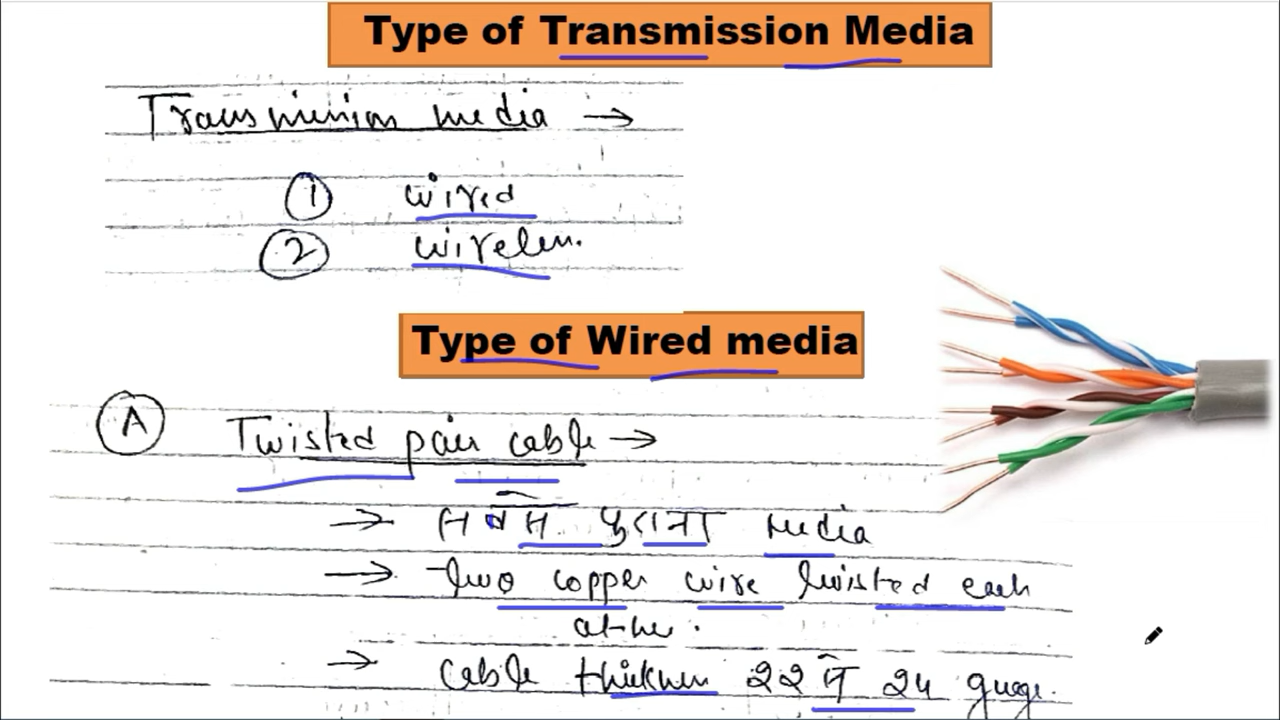 Type of Transmission Media
Transmission media →
① wired
② wireless.
Type of Wired media
Ⓐ Twisted pair cable →
→ सबसे पुराना media
→ two copper wire twisted each
other.
→ cable thickness 22 से 24 guage.